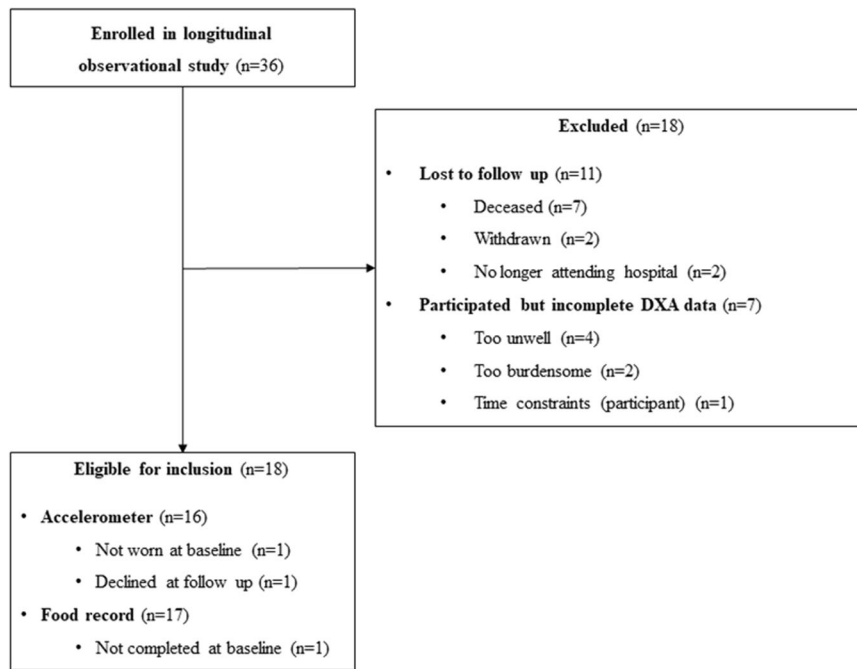 Enrolled in longitudinal
observational study (n=36)
Excluded (n=18)
• Lost to follow up (n=11)
• Deceased (n=7)
• Withdrawn (n=2)
• No longer attending hospital (n=2)
• Participated but incomplete DXA data (n=7)
• Too unwell (n=4)
• Too burdensome (n=2)
• Time constraints (participant) (n=1)
Eligible for inclusion (n=18)
• Accelerometer (n=16)
• Not worn at baseline (n=1)
• Declined at follow up (n=1)
• Food record (n=17)
• Not completed at baseline (n=1)